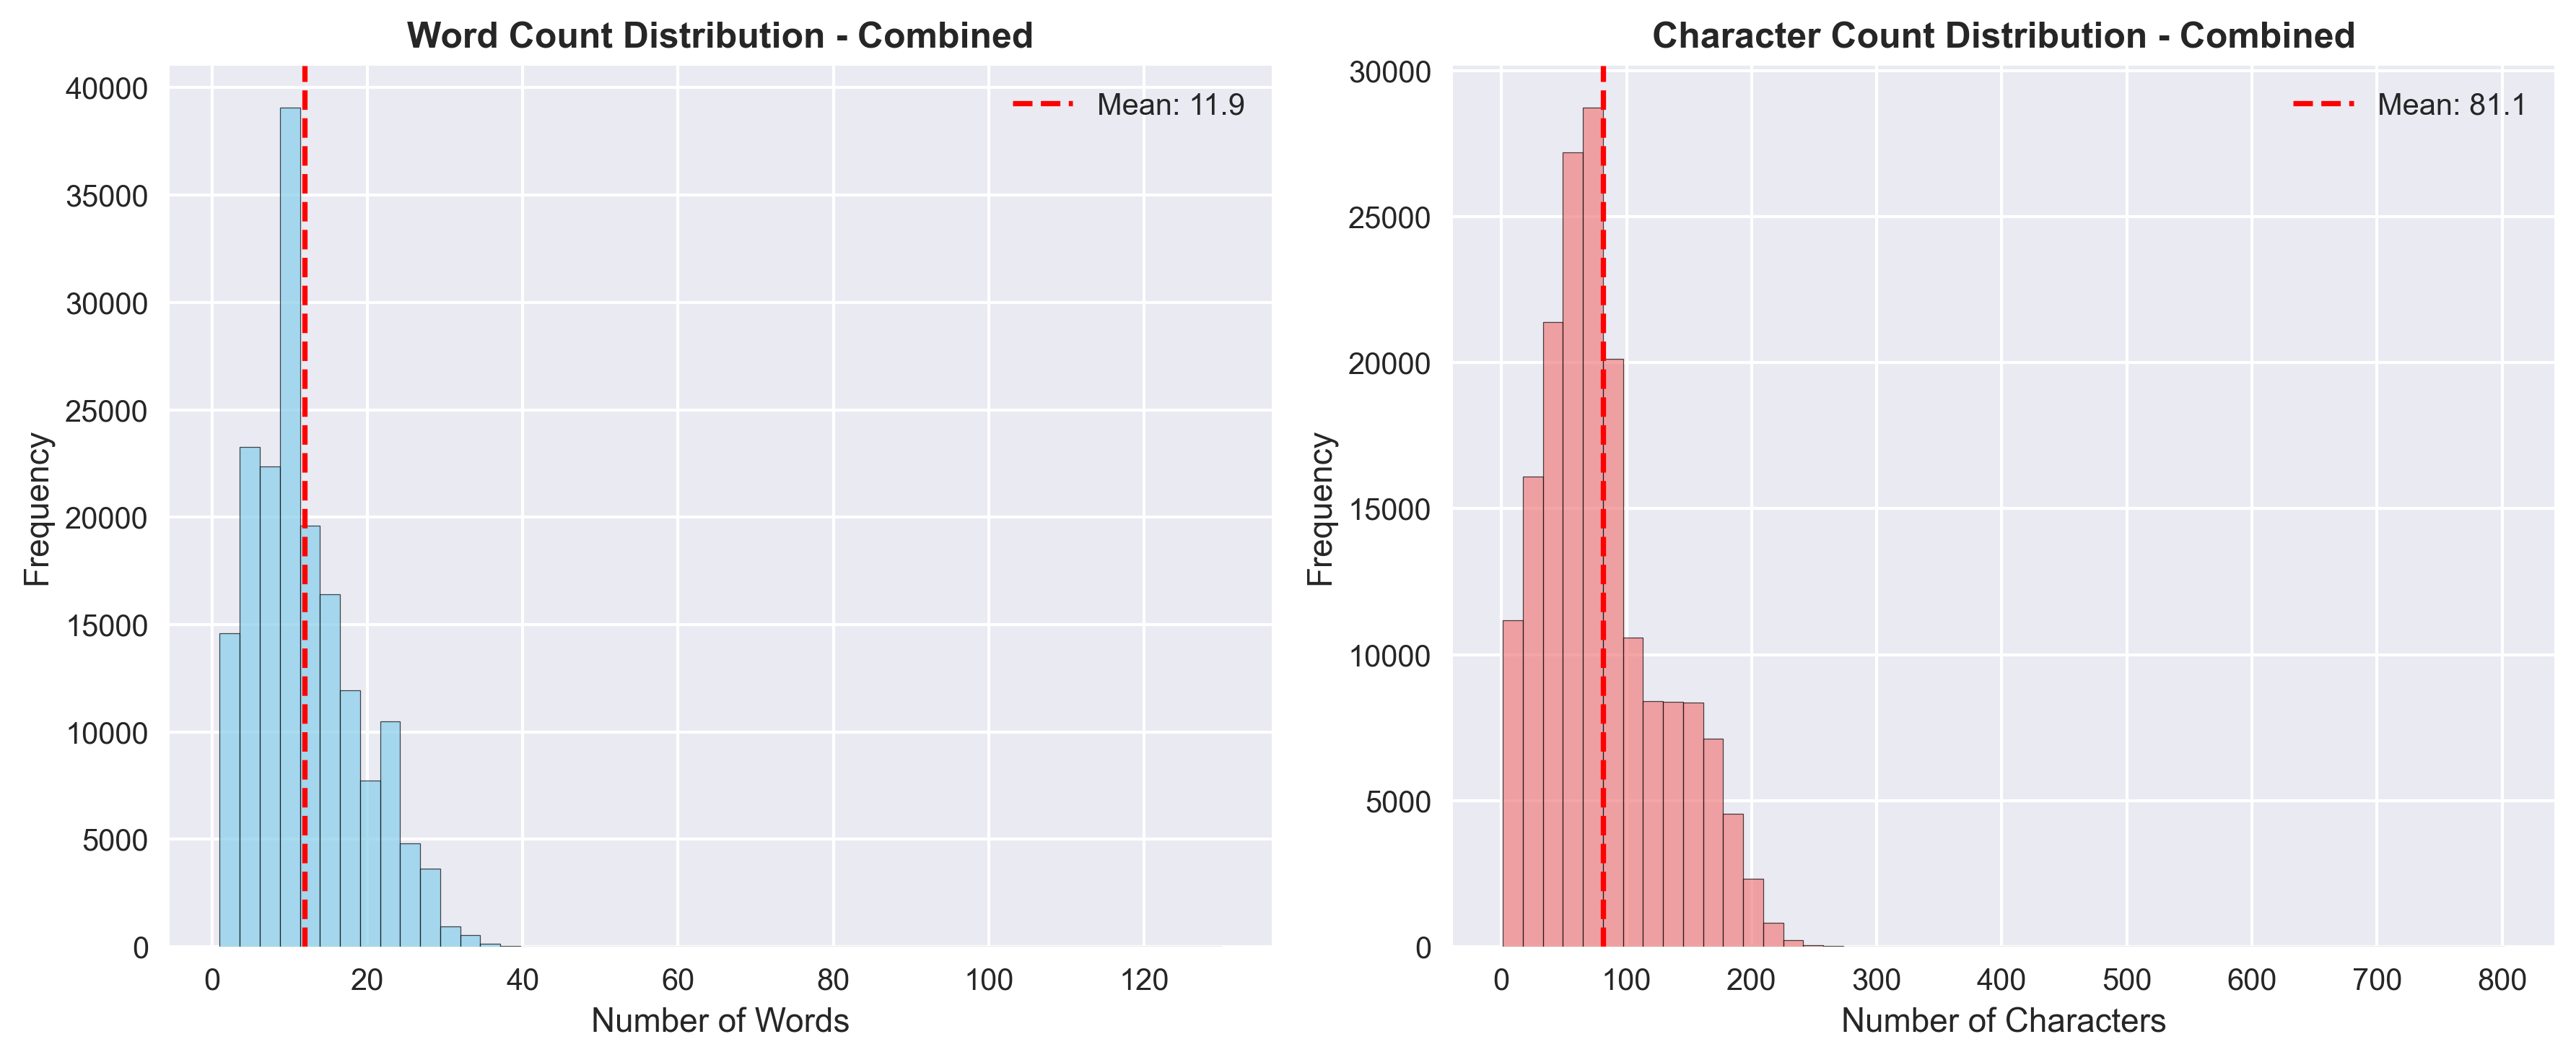 Word Count Distribution - Combined
40000
35000
30000
25000
20000
15000
10000
5000
0
Frequency
Mean: 11.9
0 20 40 60 80 100 120
Number of Words
Character Count Distribution - Combined
30000
25000
20000
15000
10000
5000
0
Frequency
Mean: 81.1
0 100 200 300 400 500 600 700 800
Number of Characters